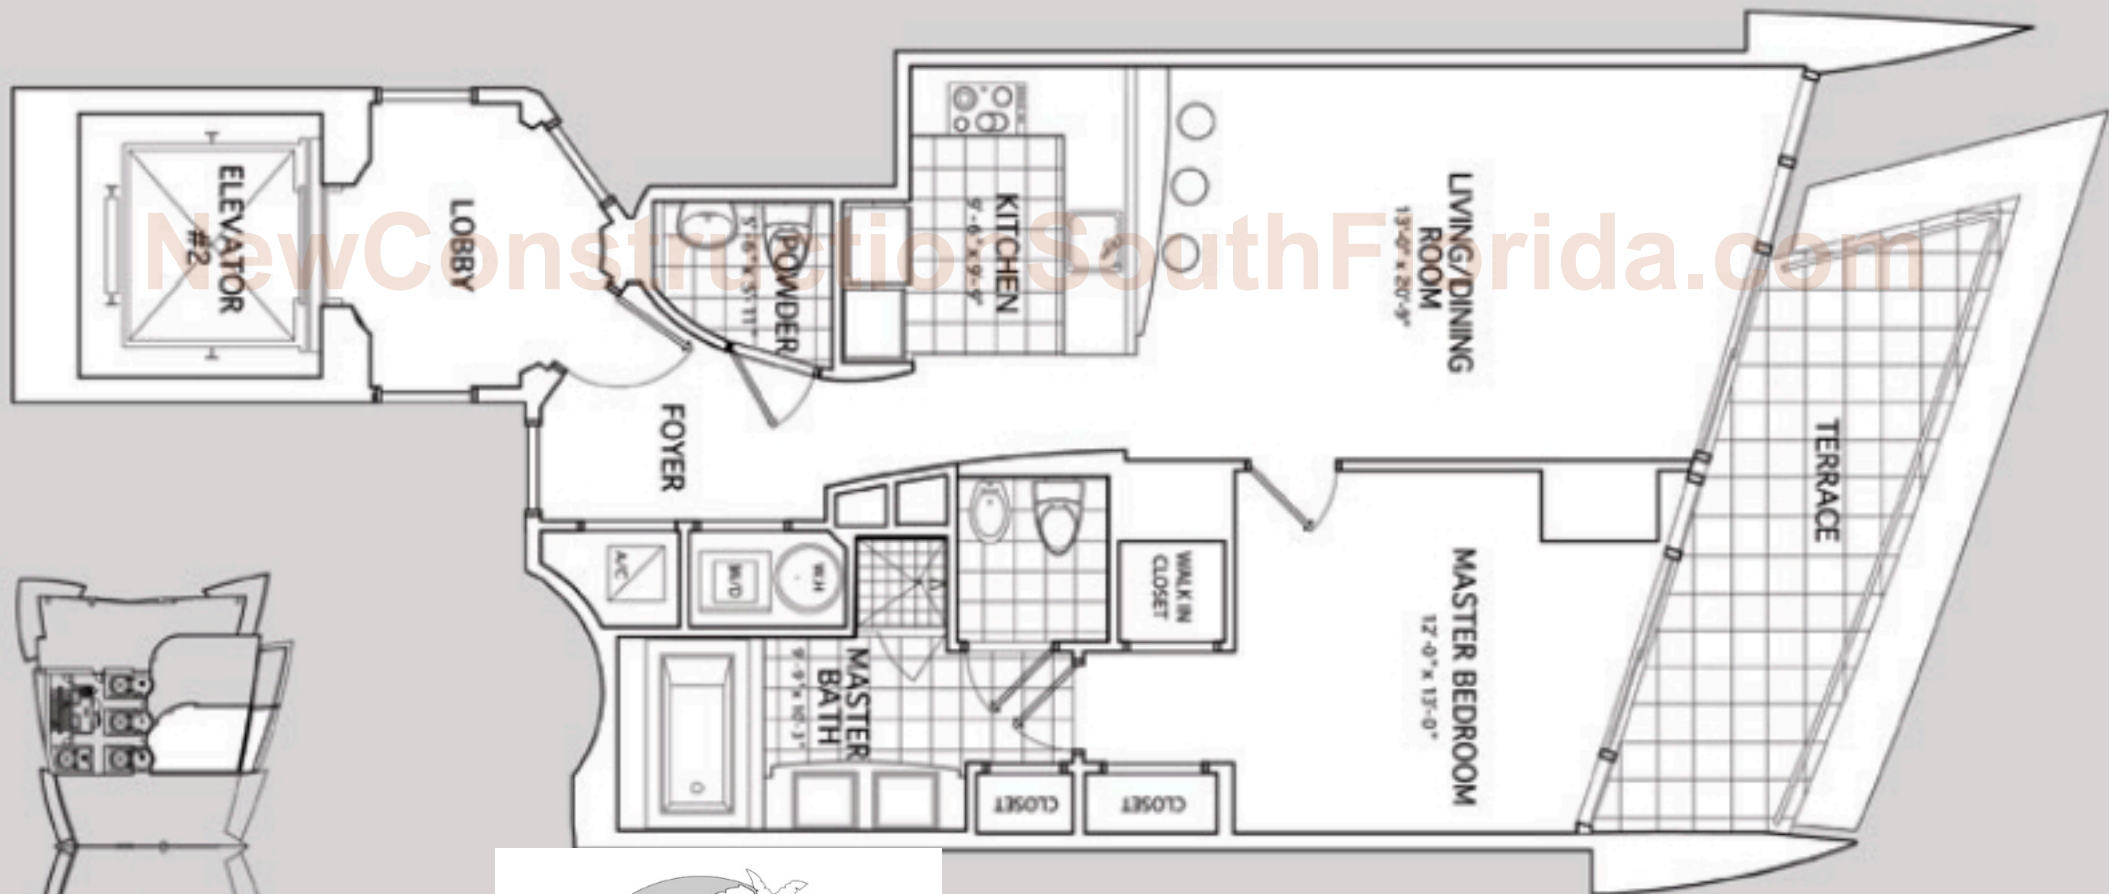 NewConstructionSouthFlorida.com
ELEVATOR
#2
LOBBY
POWDER
5'-6" x 5'-11"
KITCHEN
9'-6" x 9'-9"
LIVING/DINING
ROOM
13'-0" x 20'-9"
TERRACE
FOYER
A/C
W/D
W.H
WALK IN
CLOSET
MASTER BEDROOM
12'-0" x 13'-0"
MASTER
BATH
9'-9" x 10'-3"
CLOSET
CLOSET